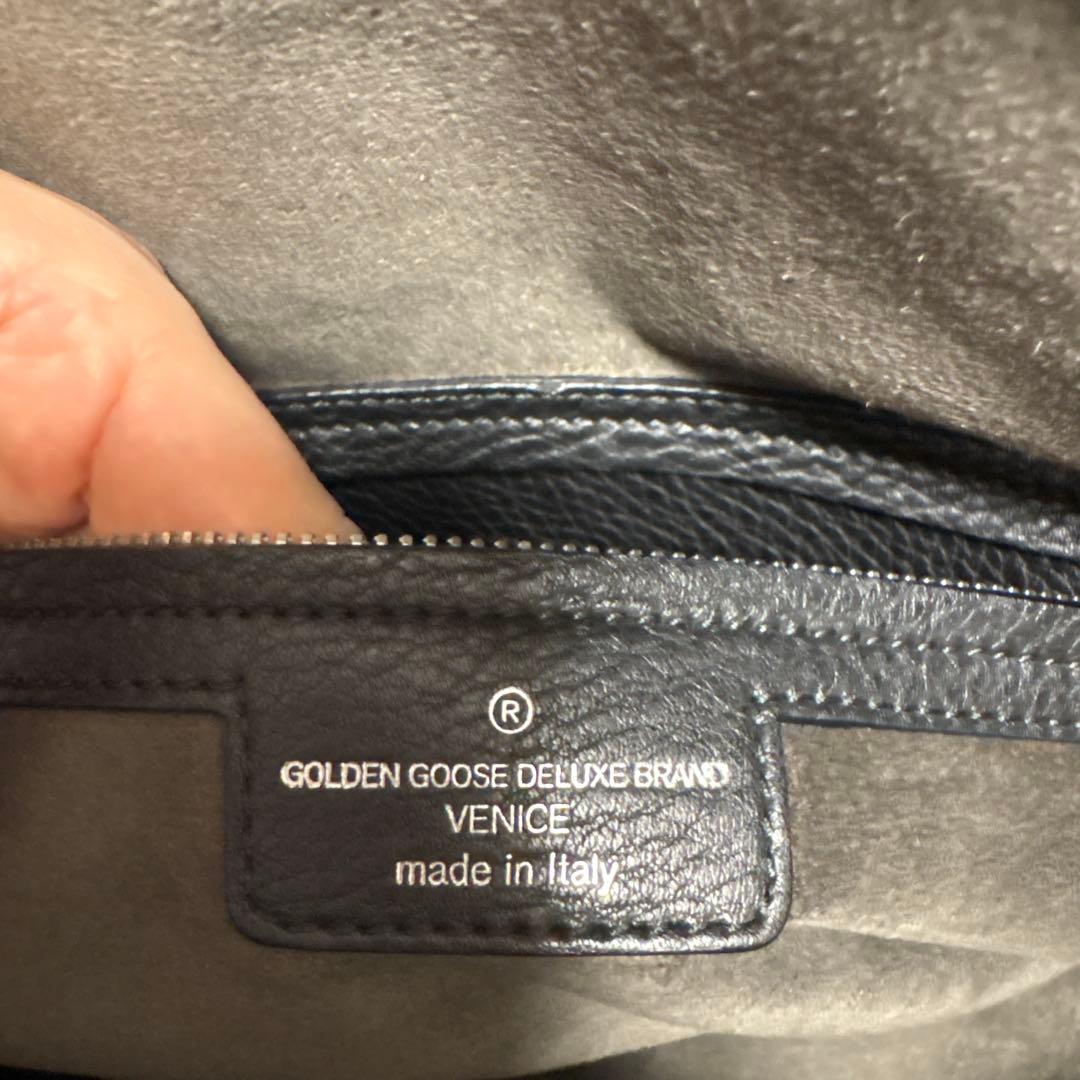 ®
GOLDEN GOOSE DELUXE BRAND
VENICE
made in Italy